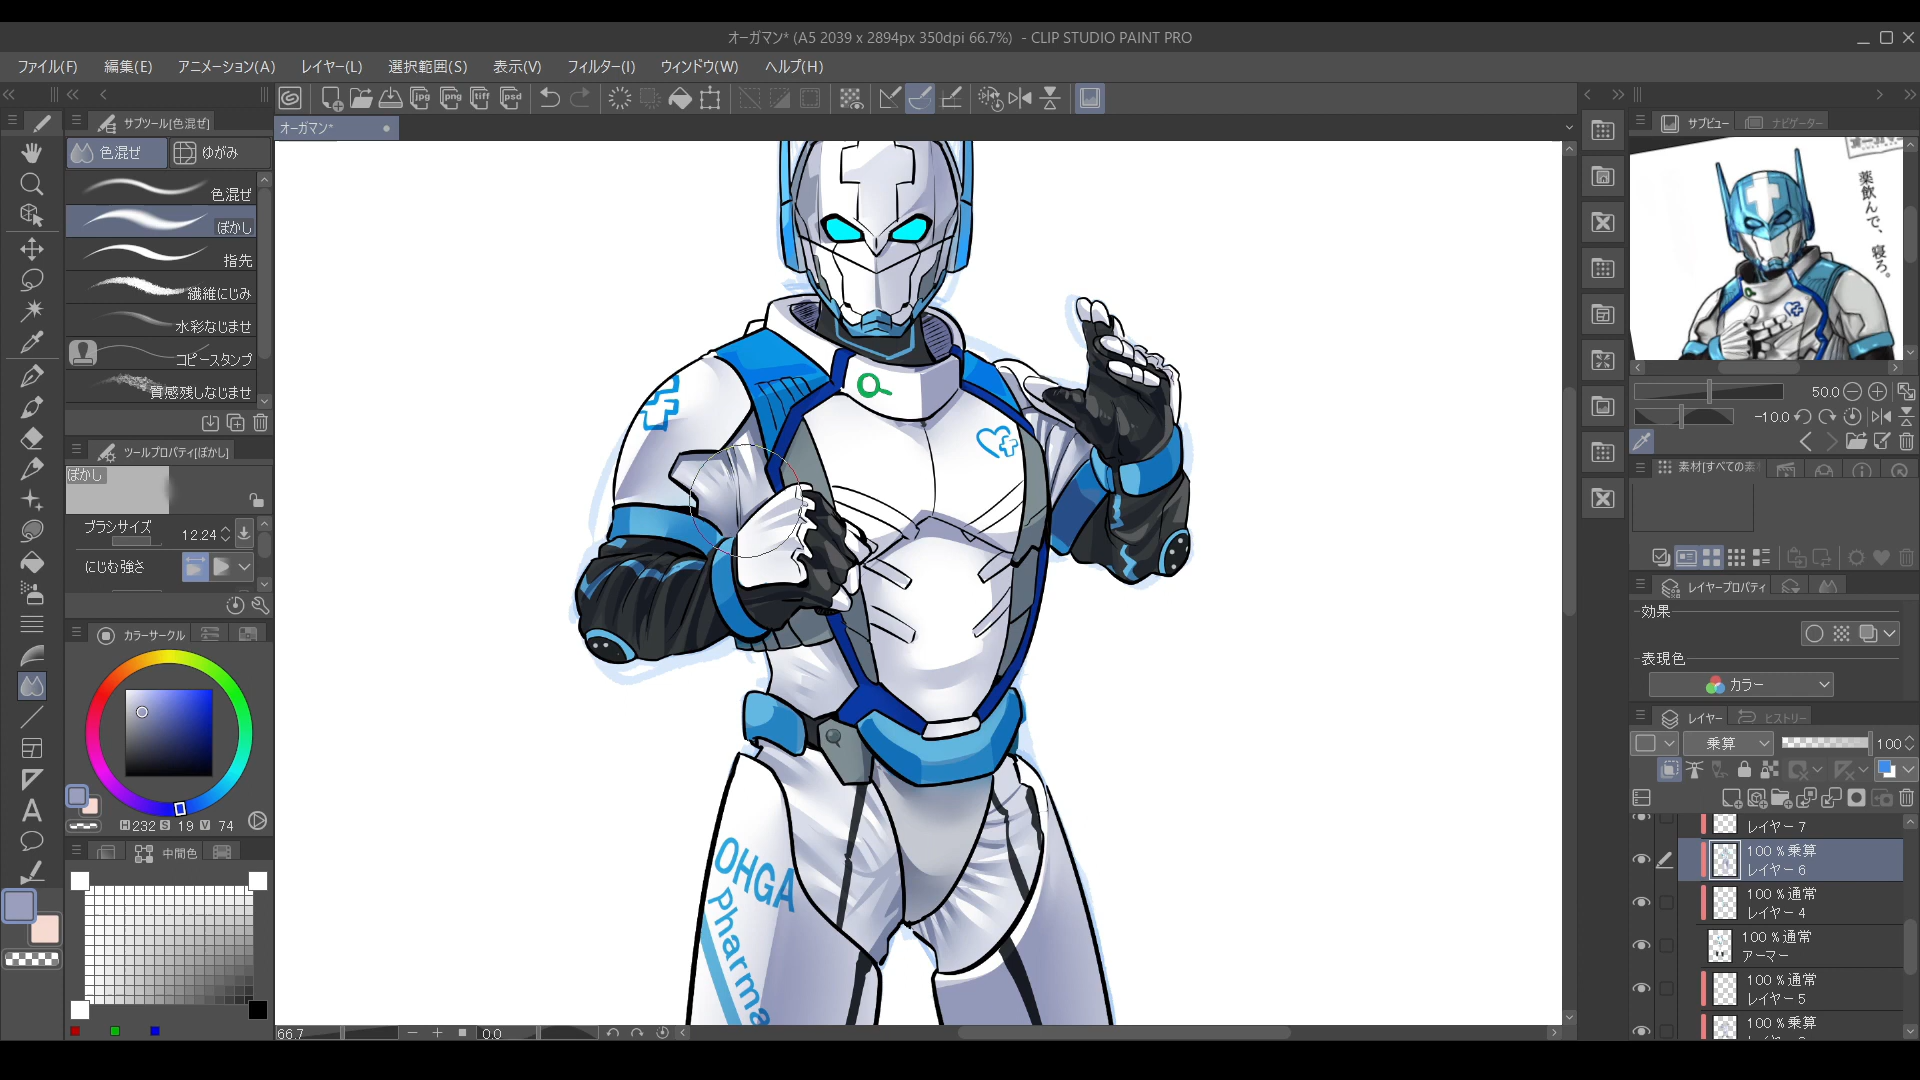 オーガマン* (A5 2039 x 2894px 350dpi 66.7%) - CLIP STUDIO PAINT PRO
ファイル(F) 編集(E) アニメーション(A) レイヤー(L) 選択範囲(S) 表示(V) フィルター(I) ウィンドウ(W) ヘルプ(H)
jpg png tiff psd
サブツール[色混ぜ]
オーガマン*
サブビュー ナビゲーター
色混ぜ ゆがみ
色混ぜ
ぼかし
指先
繊維にじみ
水彩なじませ
コピースタンプ
質感残しなじませ
薬飲んで、寝ろ。
50.0
-10.0
ツールプロパティ[ぼかし]
ぼかし
素材[すべての素
ブラシサイズ 12.24
にじむ強さ
レイヤープロパティ
効果
カラーサークル
表現色
カラー
レイヤー ヒストリー
乗算 100
H 232 S 19 V 74
中間色
OHGA
Pharma
レイヤー 7
100 % 乗算
レイヤー 6
100 % 通常
レイヤー 4
100 % 通常
アーマー
100 % 通常
レイヤー 5
100 % 乗算
66.7 0.0